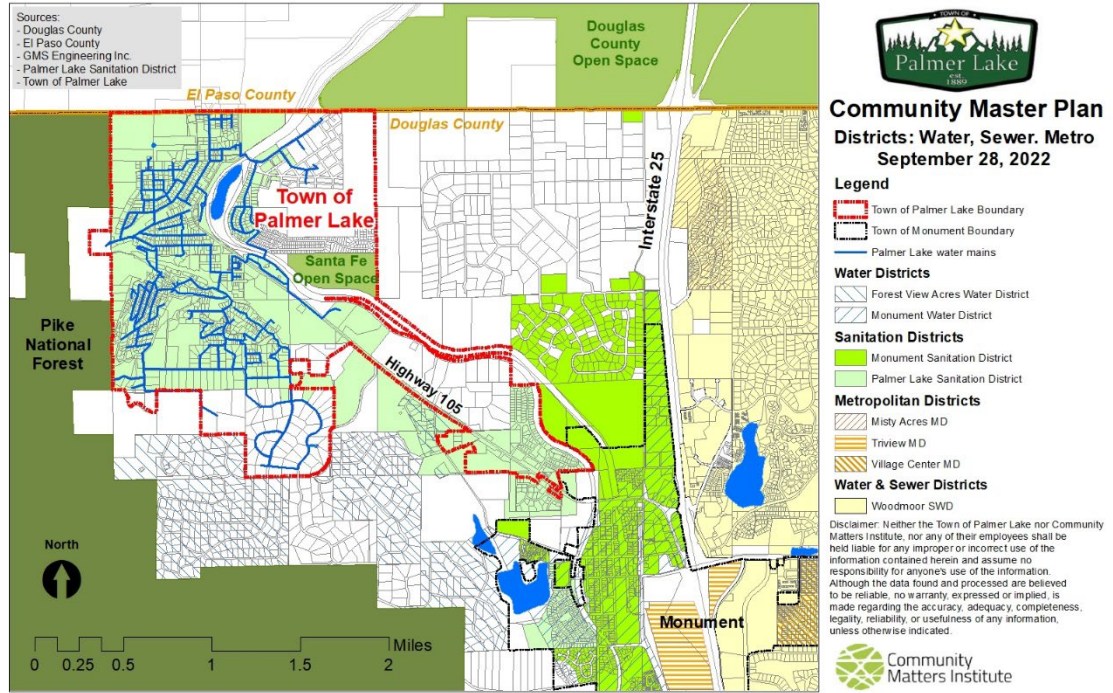 Sources:
- Douglas County
- El Paso County
- GMS Engineering Inc.
- Palmer Lake Sanitation District
- Town of Palmer Lake
Douglas
County
Open Space
El Paso County
Douglas County
Interstate 25
Town of
Palmer Lake
Santa Fe
Open Space
Pike
National
Forest
Highway 105
North
Monument
Miles
0 0.25 0.5 1 1.5 2
TOWN OF
Palmer Lake
est.
1889
Community Master Plan
Districts: Water, Sewer. Metro
September 28, 2022
Legend
Town of Palmer Lake Boundary
Town of Monument Boundary
Palmer Lake water mains
Water Districts
Forest View Acres Water District
Monument Water District
Sanitation Districts
Monument Sanitation District
Palmer Lake Sanitation District
Metropolitan Districts
Misty Acres MD
Triview MD
Village Center MD
Water & Sewer Districts
Woodmoor SWD
Disclaimer: Neither the Town of Palmer Lake nor Community
Matters Institute, nor any of their employees shall be
held liable for any improper or incorrect use of the
information contained herein and assume no
responsibility for anyone's use of the information.
Although the data found and processed are believed
to be reliable, no warranty, expressed or implied, is
made regarding the accuracy, adequacy, completeness,
legality, reliability, or usefulness of any information,
unless otherwise indicated.
Community
Matters Institute